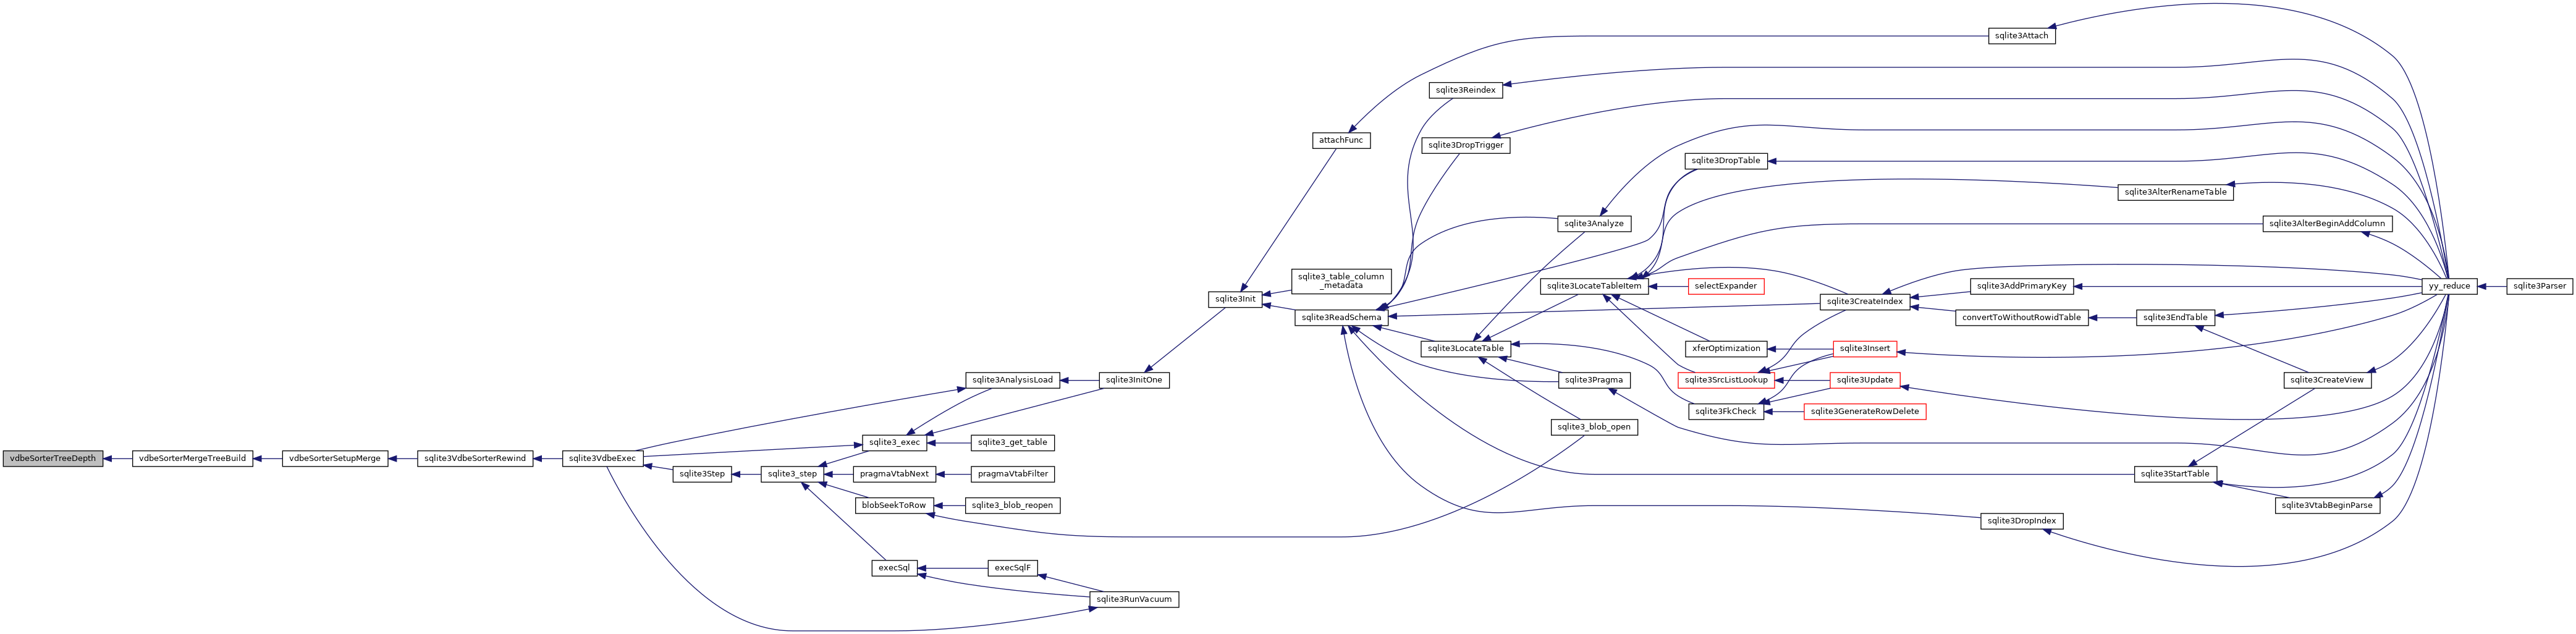 sqlite3Attach
sqlite3Reindex
attachFunc
sqlite3DropTrigger
sqlite3DropTable
sqlite3AlterRenameTable
sqlite3Analyze
sqlite3AlterBeginAddColumn
sqlite3_table_column
_metadata
sqlite3LocateTableItem
selectExpander
sqlite3AddPrimaryKey
yy_reduce
sqlite3Parser
sqlite3Init
sqlite3CreateIndex
sqlite3ReadSchema
convertToWithoutRowidTable
sqlite3EndTable
sqlite3LocateTable
xferOptimization
sqlite3Insert
sqlite3AnalysisLoad
sqlite3InitOne
sqlite3Pragma
sqlite3SrcListLookup
sqlite3Update
sqlite3CreateView
sqlite3FkCheck
sqlite3GenerateRowDelete
sqlite3_blob_open
sqlite3_exec
sqlite3_get_table
vdbeSorterTreeDepth
vdbeSorterMergeTreeBuild
vdbeSorterSetupMerge
sqlite3VdbeSorterRewind
sqlite3VdbeExec
sqlite3Step
sqlite3_step
pragmaVtabNext
pragmaVtabFilter
sqlite3StartTable
blobSeekToRow
sqlite3_blob_reopen
sqlite3VtabBeginParse
sqlite3DropIndex
execSql
execSqlF
sqlite3RunVacuum